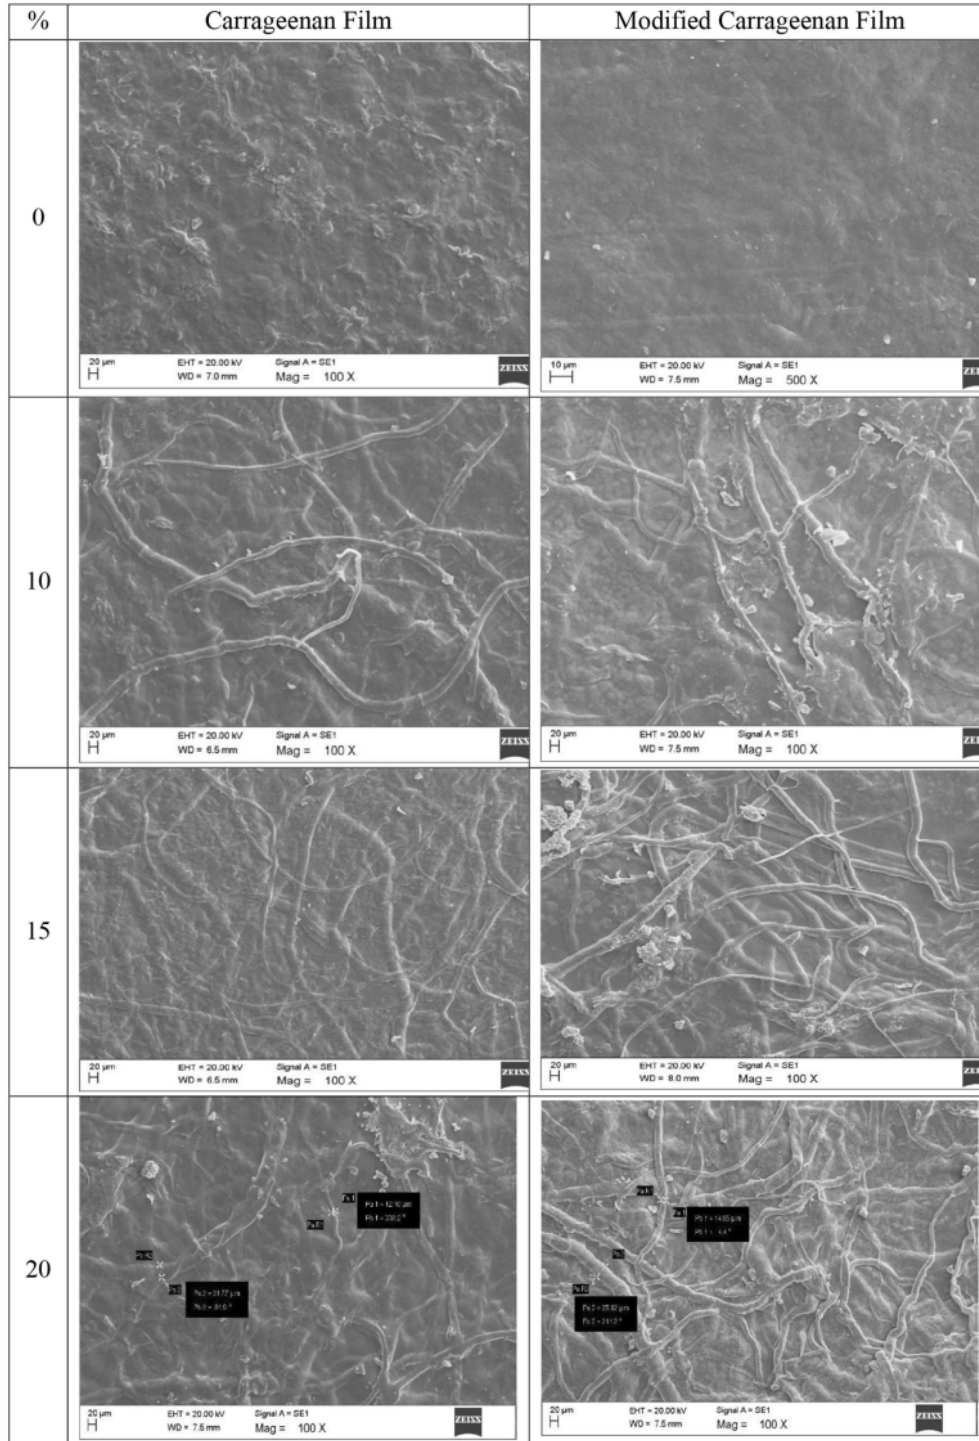 % Carrageenan Film Modified Carrageenan Film
0
20 µm EHT = 20.00 kV Signal A = SE1 ZEISS
WD = 7.0 mm Mag = 100 X
10 µm EHT = 20.00 kV Signal A = SE1 ZEI
WD = 7.5 mm Mag = 500 X
10
20 µm EHT = 20.00 kV Signal A = SE1 ZEISS
WD = 6.5 mm Mag = 100 X
20 µm EHT = 20.00 kV Signal A = SE1 ZEI
WD = 7.5 mm Mag = 100 X
15
20 µm EHT = 20.00 kV Signal A = SE1 ZEISS
WD = 6.5 mm Mag = 100 X
20 µm EHT = 20.00 kV Signal A = SE1 ZEI
WD = 8.0 mm Mag = 100 X
20
20 µm EHT = 20.00 kV Signal A = SE1 ZEISS
WD = 7.5 mm Mag = 100 X
20 µm EHT = 20.00 kV Signal A = SE1 ZEISS
WD = 7.5 mm Mag = 100 X